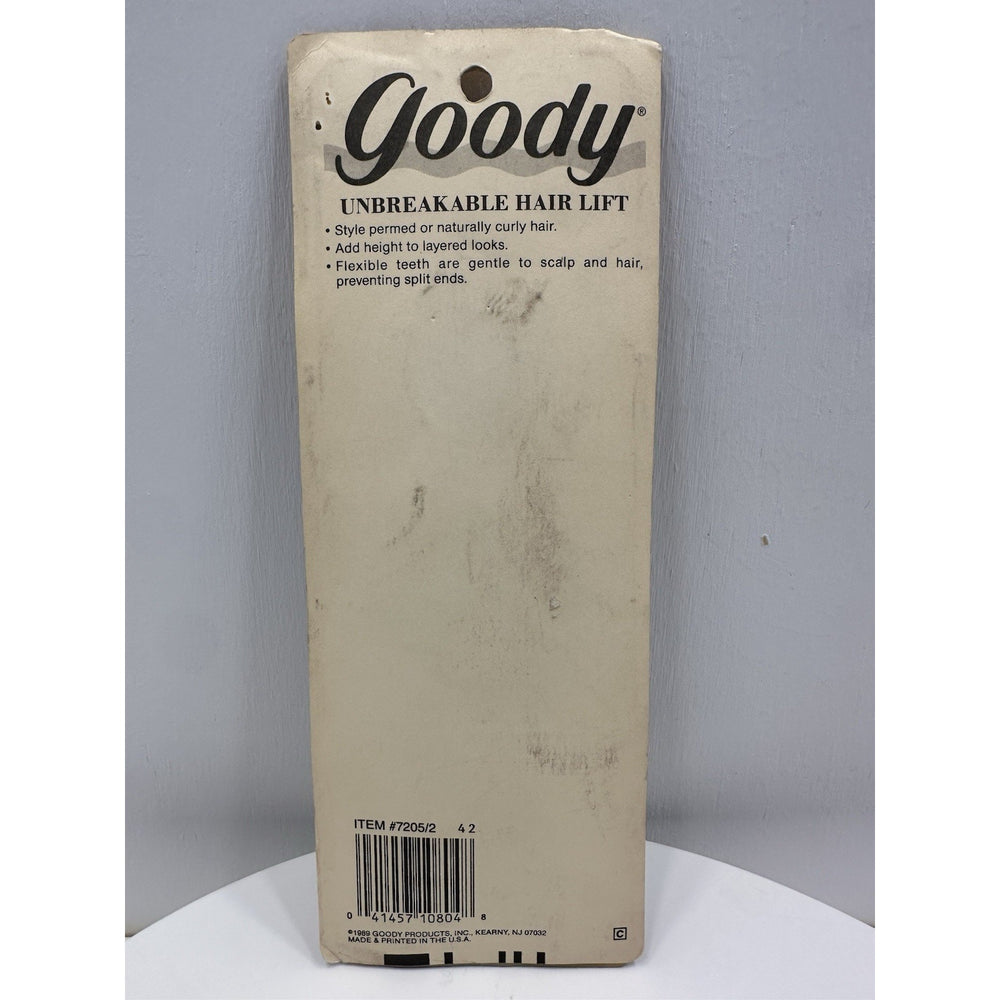 goody®
UNBREAKABLE HAIR LIFT
• Style permed or naturally curly hair.
• Add height to layered looks.
• Flexible teeth are gentle to scalp and hair,
preventing split ends.
ITEM #7205/2 42
0 41457 10804 8
©1989 GOODY PRODUCTS, INC., KEARNY, NJ 07032
MADE & PRINTED IN THE U.S.A.
C